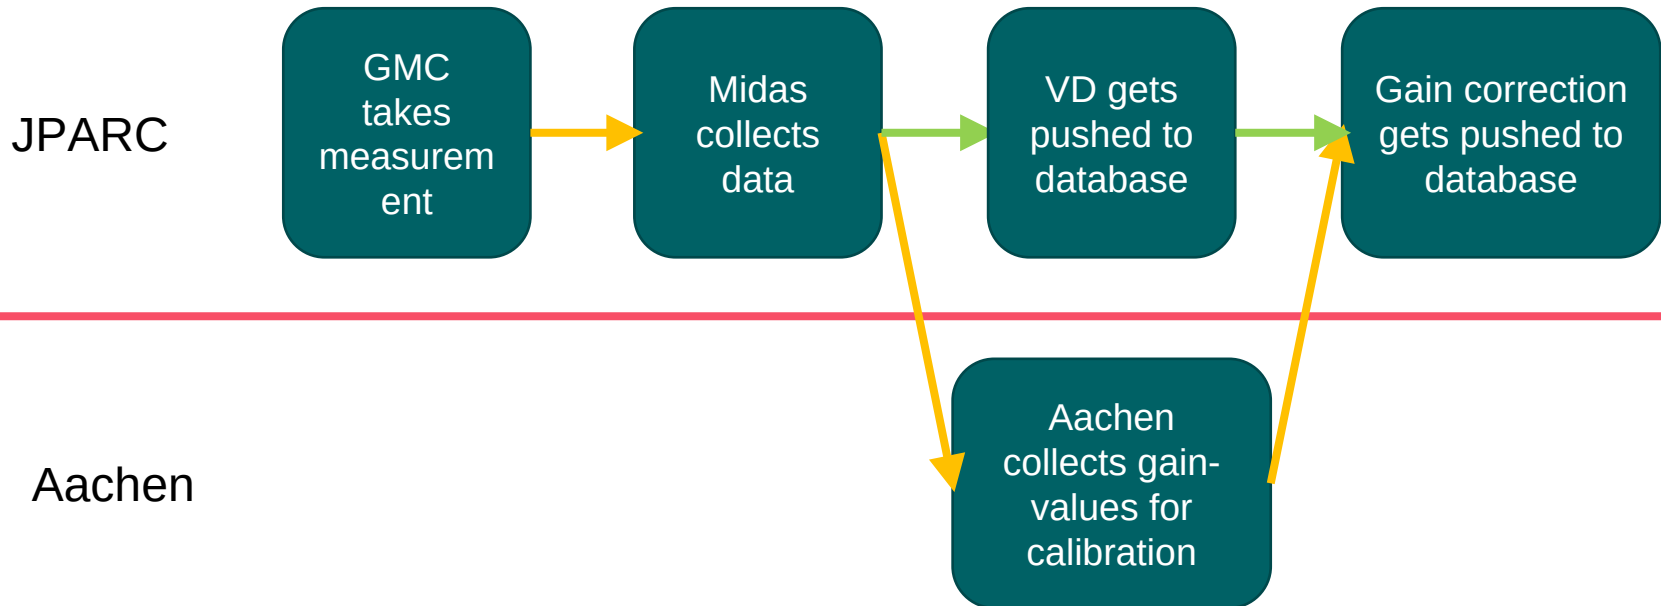 JPARC
GMC
takes
measurem
ent
Midas
collects
data
VD gets
pushed to
database
Gain correction
gets pushed to
database
Aachen
Aachen
collects gain-
values for
calibration